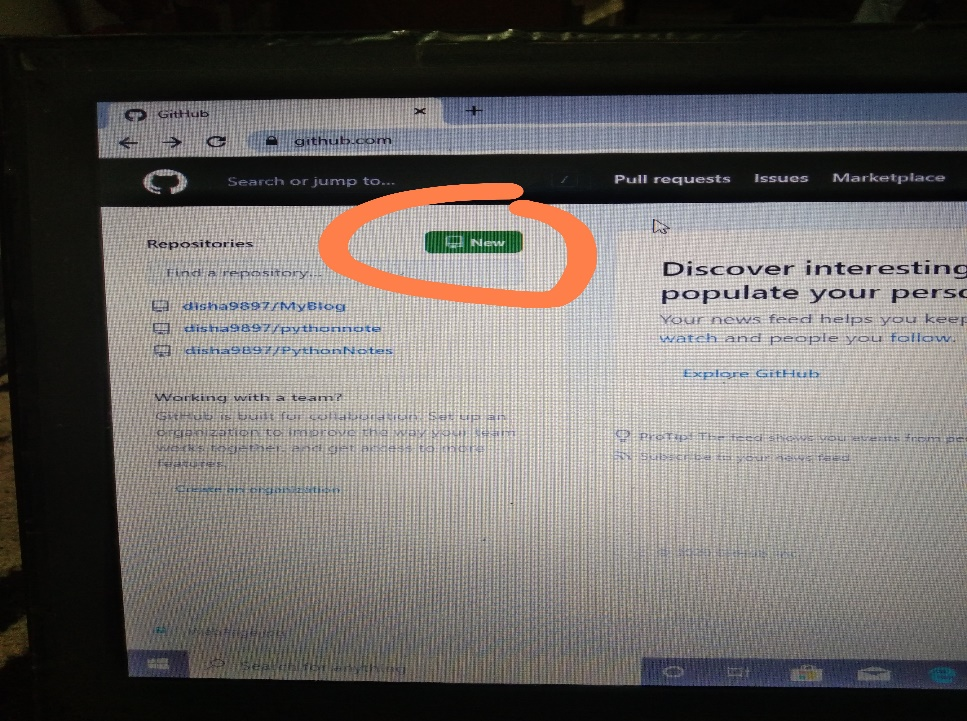 GitHub
github.com
Search or jump to...
/
Pull requests Issues Marketplace
Repositories
New
Find a repository...
disha9897/MyBlog
disha9897/pythonnote
disha9897/PythonNotes
Working with a team?
GitHub is built for collaboration. Set up an
organization to improve the way your team
works together, and get access to more
features.
Create an organization
Discover interesting
populate your perso
Your news feed helps you keep
watch and people you follow.
Explore GitHub
ProTip! The feed shows you events from pe
Subscribe to your news feed
© 2020 GitHub, Inc.
Search for anything